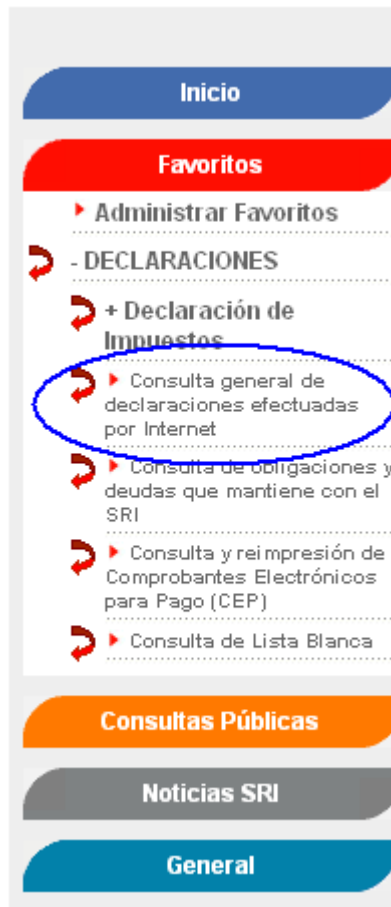 Inicio
Favoritos
Administrar Favoritos
- DECLARACIONES
+ Declaración de
Impuestos
Consulta general de
declaraciones efectuadas
por Internet
Consulta de obligaciones y
deudas que mantiene con el
SRI
Consulta y reimpresión de
Comprobantes Electrónicos
para Pago (CEP)
Consulta de Lista Blanca
Consultas Públicas
Noticias SRI
General